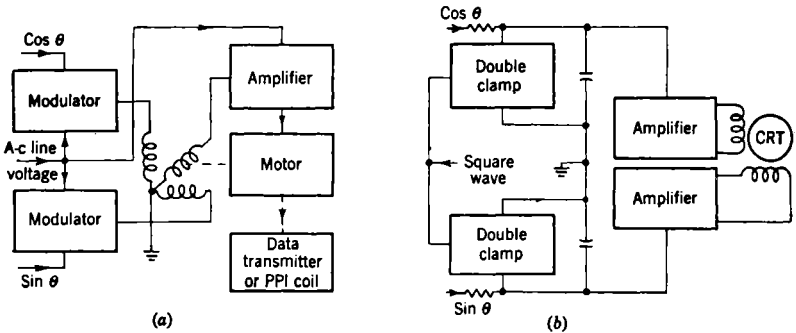 Cos θ
Modulator
A-c line
voltage
Modulator
Sin θ
Amplifier
Motor
Data
transmitter
or PPI coil
(a)
Cos θ
Double
clamp
Square
wave
Double
clamp
Sin θ
Amplifier
CRT
Amplifier
(b)